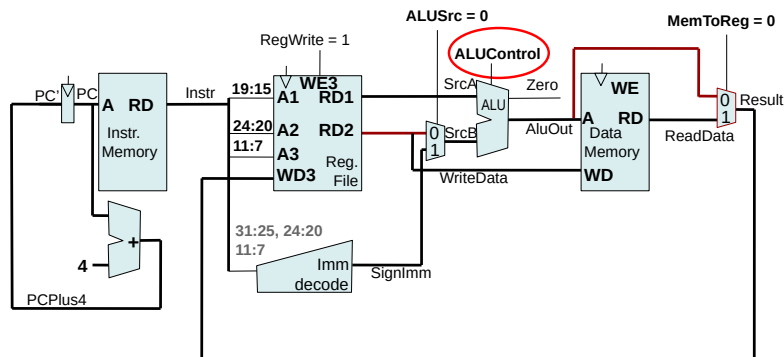 ALUSrc = 0
MemToReg = 0
RegWrite = 1
ALUControl
PC'
PC
A RD
Instr.
Memory
Instr
19:15
24:20
11:7
WE3
A1 RD1
A2 RD2
A3
WD3
Reg.
File
SrcA
0
1
SrcB
ALU
Zero
AluOut
WE
A RD
Data
Memory
WD
WriteData
ReadData
0
1
Result
31:25, 24:20
11:7
Imm
decode
SignImm
+
4
PCPlus4